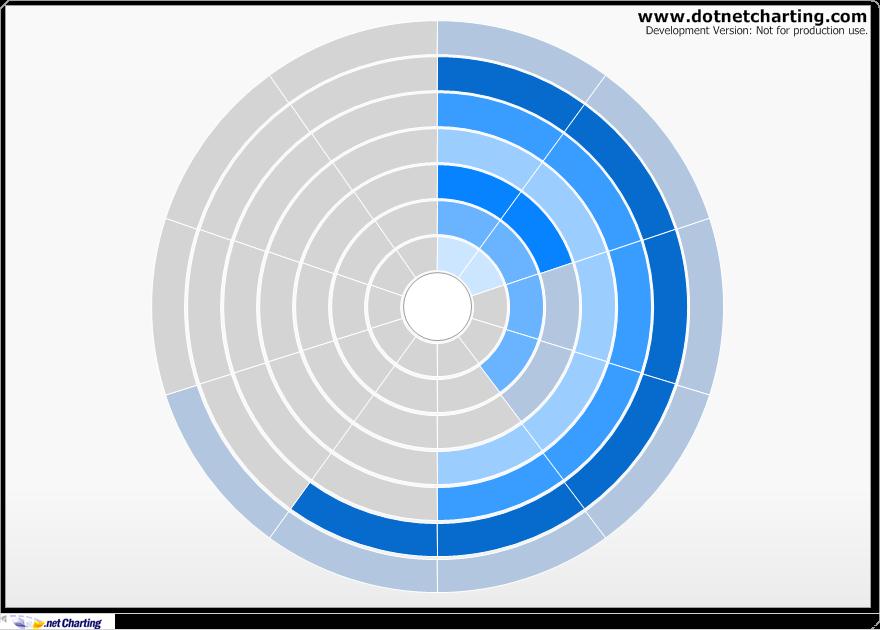 www.dotnetcharting.com
Development Version: Not for production use.
.net Charting